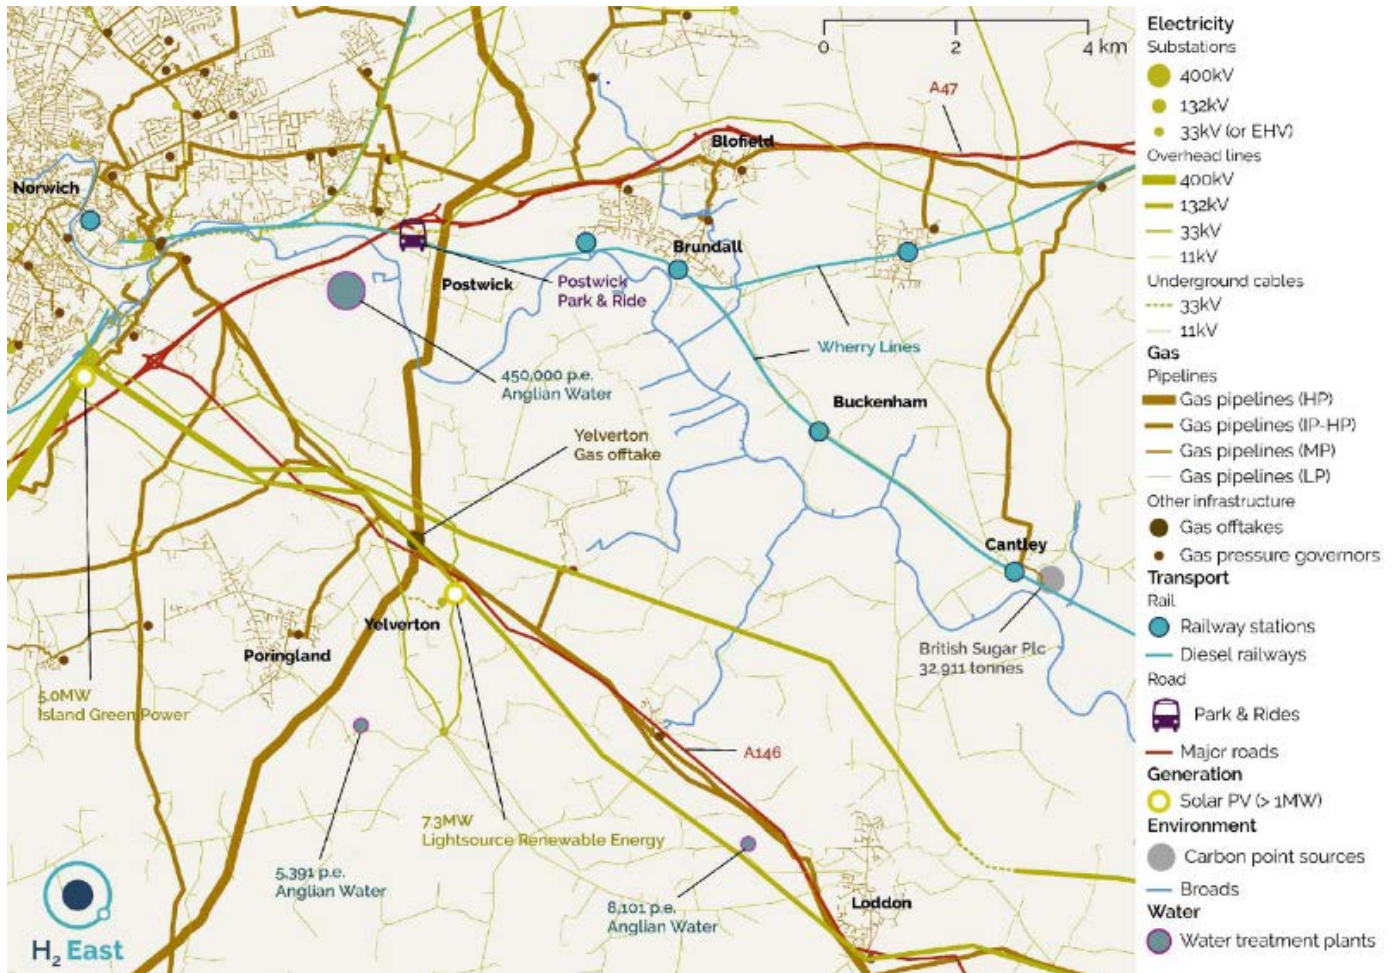 0 2 4 km
A47
Blofield
Norwich
Brundall
Postwick
Postwick
Park & Ride
Wherry Lines
450,000 p.e.
Anglian Water
Buckenham
Yelverton
Gas offtake
Cantley
Yelverton
Poringland
British Sugar Plc
32,911 tonnes
5.0MW
Island Green Power
A146
7.3MW
Lightsource Renewable Energy
5,391 p.e.
Anglian Water
8,101 p.e.
Anglian Water
Loddon
H2 East
Electricity
Substations
400kV
132kV
33kV (or EHV)
Overhead lines
400kV
132kV
33kV
11kV
Underground cables
33kV
11kV
Gas
Pipelines
Gas pipelines (HP)
Gas pipelines (IP-HP)
Gas pipelines (MP)
Gas pipelines (LP)
Other infrastructure
Gas offtakes
Gas pressure governors
Transport
Rail
Railway stations
Diesel railways
Road
Park & Rides
Major roads
Generation
Solar PV (> 1MW)
Environment
Carbon point sources
Broads
Water
Water treatment plants